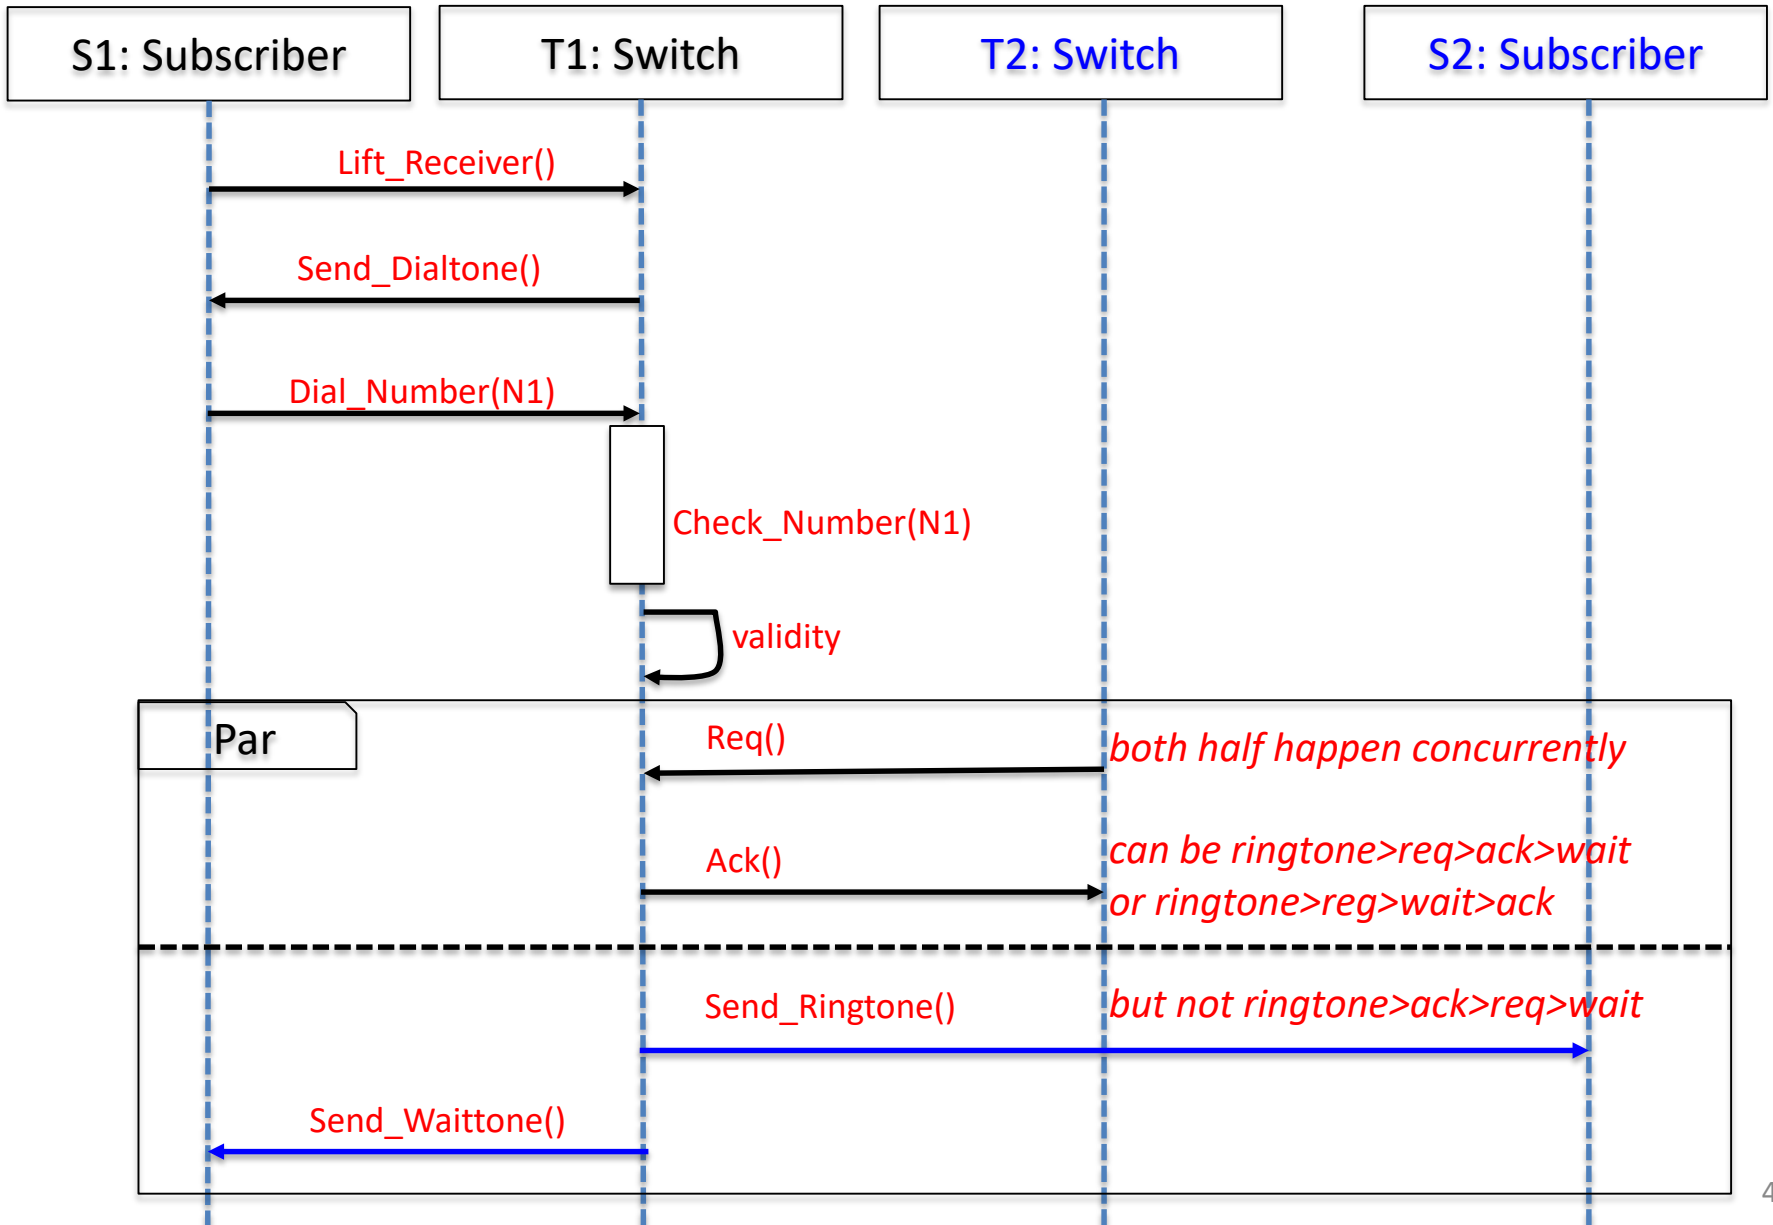 S1: Subscriber
T1: Switch
T2: Switch
S2: Subscriber
Lift_Receiver()
Send_Dialtone()
Dial_Number(N1)
Check_Number(N1)
validity
Par
Req()
both half happen concurrently
Ack()
can be ringtone>req>ack>wait
or ringtone>reg>wait>ack
Send_Ringtone()
but not ringtone>ack>req>wait
Send_Waittone()
4